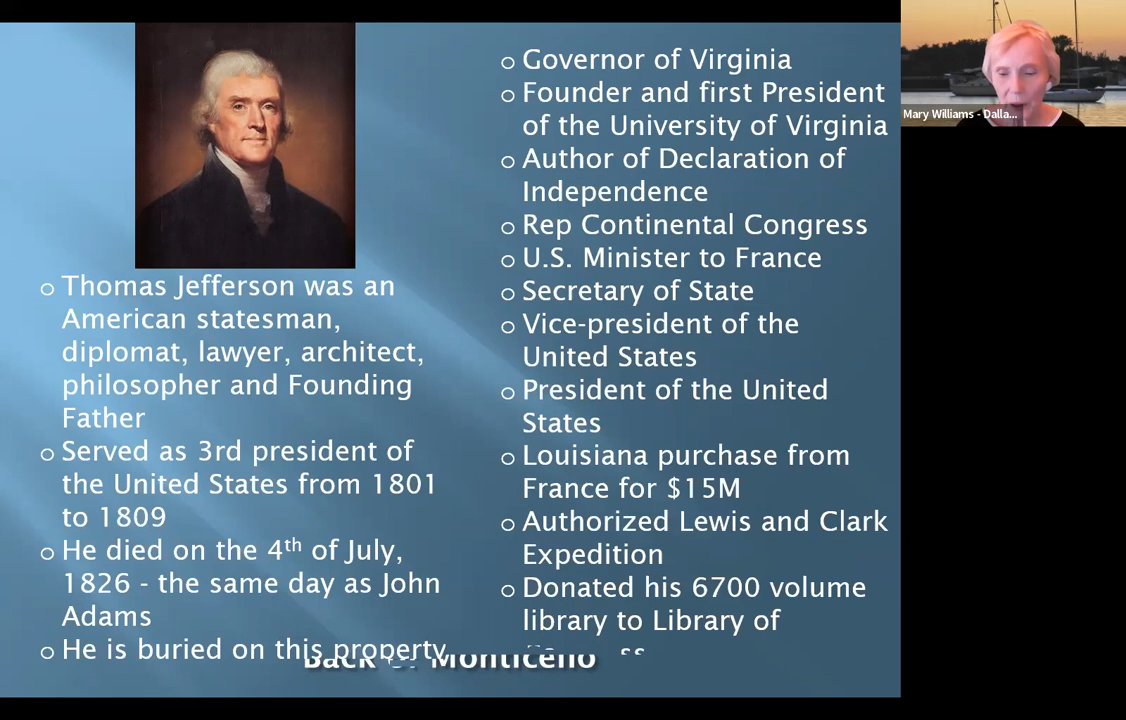 Thomas Jefferson was an
American statesman,
diplomat, lawyer, architect,
philosopher and Founding
Father
Served as 3rd president of
the United States from 1801
to 1809
He died on the 4th of July,
1826 - the same day as John
Adams
He is buried on this property
Governor of Virginia
Founder and first President
of the University of Virginia
Author of Declaration of
Independence
Rep Continental Congress
U.S. Minister to France
Secretary of State
Vice-president of the
United States
President of the United
States
Louisiana purchase from
France for $15M
Authorized Lewis and Clark
Expedition
Donated his 6700 volume
library to Library of
Back Monticello
Mary Williams - Dalla...